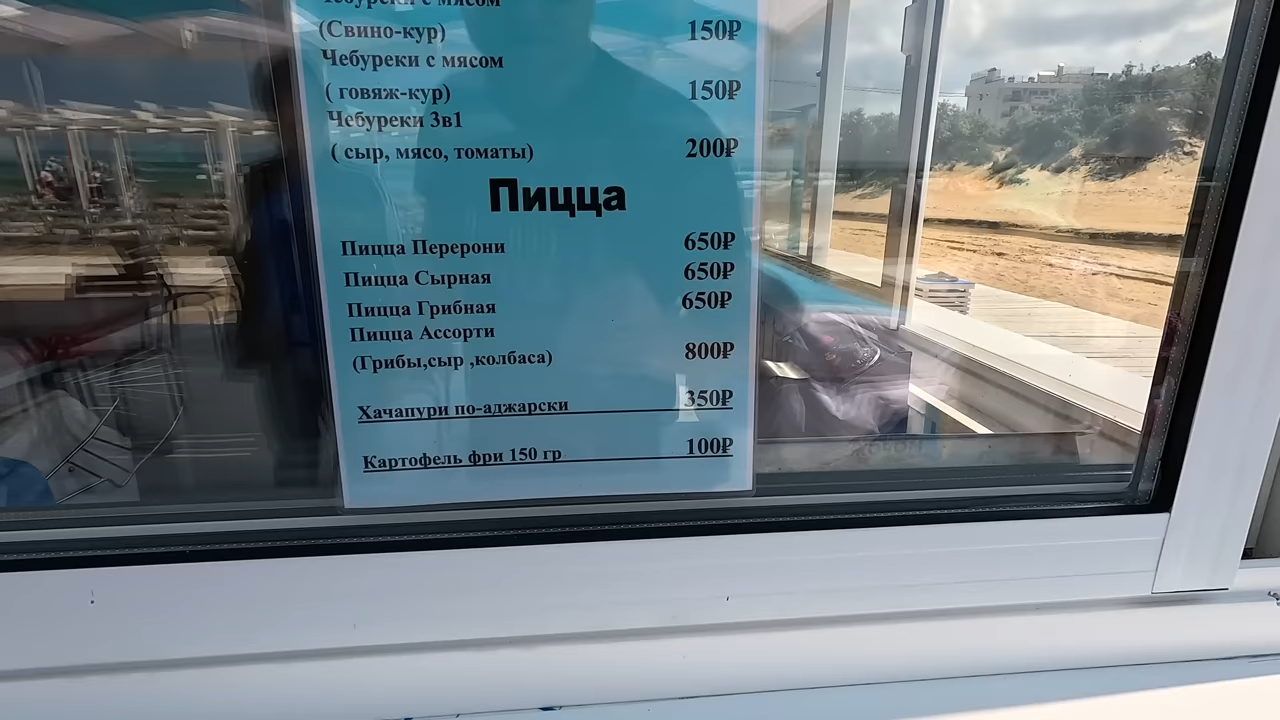 Чебуреки с мясом
(Свино-кур) 150₽
Чебуреки с мясом
( говяж-кур) 150₽
Чебуреки 3в1
( сыр, мясо, томаты) 200₽
Пицца
Пицца Перерони 650₽
Пицца Сырная 650₽
Пицца Грибная 650₽
Пицца Ассорти
(Грибы,сыр ,колбаса) 800₽
Хачапури по-аджарски 350₽
Картофель фри 150 гр 100₽